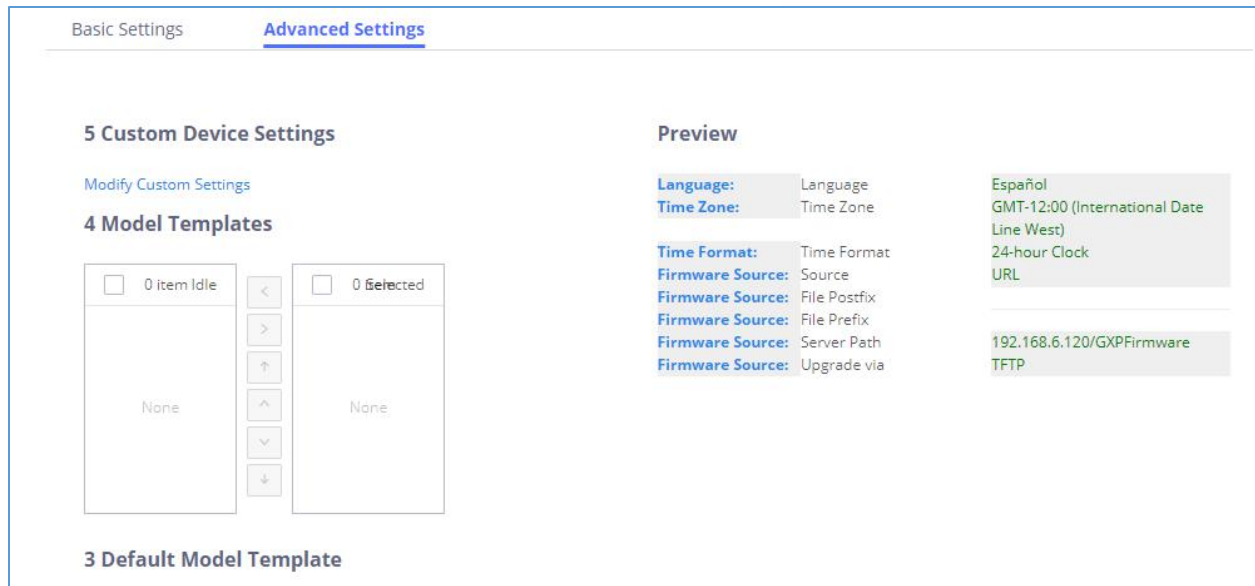 Basic Settings Advanced Settings
5 Custom Device Settings
Modify Custom Settings
4 Model Templates
0 item Idle
0 Selected
None
None
3 Default Model Template
Preview
Language: Language Español
Time Zone: Time Zone GMT-12:00 (International Date
Line West)
Time Format: Time Format 24-hour Clock
Firmware Source: Source URL
Firmware Source: File Postfix
Firmware Source: File Prefix
Firmware Source: Server Path 192.168.6.120/GXPFirmware
Firmware Source: Upgrade via TFTP